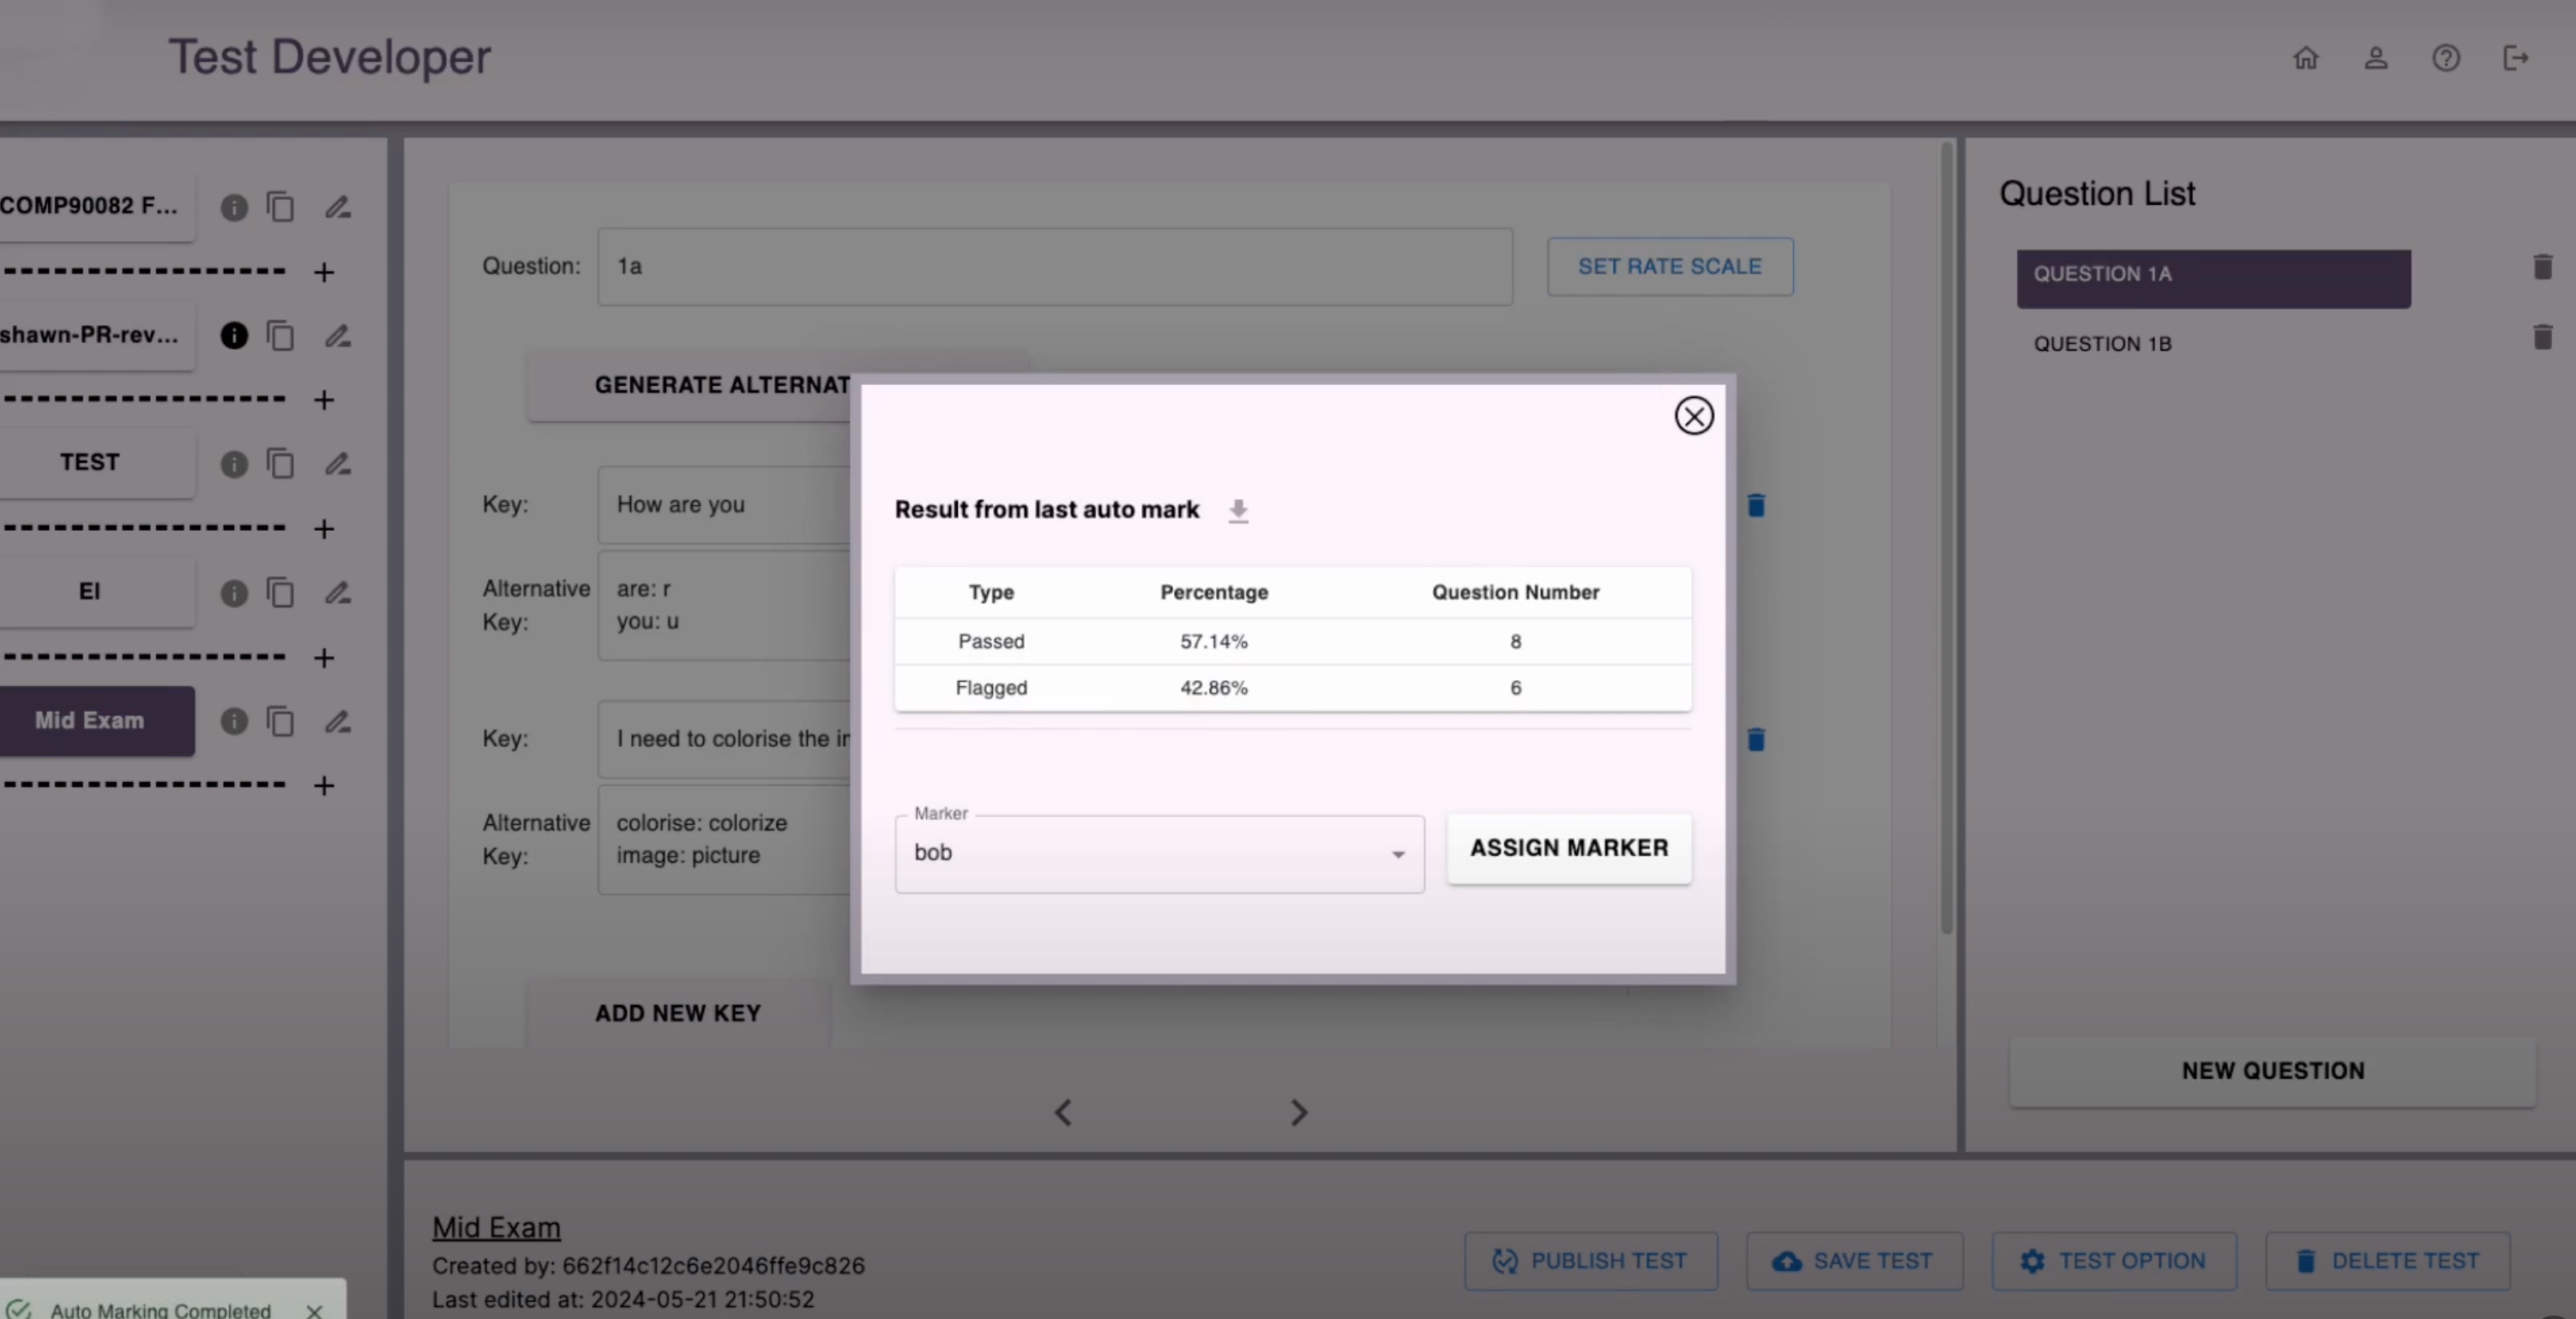 Test Developer
COMP90082 F...
shawn-PR-rev...
TEST
EI
Mid Exam
Question: 1a
SET RATE SCALE
GENERATE ALTERNAT
Key: How are you
Alternative Key: are: r
you: u
Key: I need to colorise the
Alternative Key: colorise: colorize
image: picture
ADD NEW KEY
Result from last auto mark
Type Percentage Question Number
Passed 57.14% 8
Flagged 42.86% 6
Marker
bob
ASSIGN MARKER
Question List
QUESTION 1A
QUESTION 1B
NEW QUESTION
Mid Exam
Created by: 662f14c12c6e2046ffe9c826
Last edited at: 2024-05-21 21:50:52
PUBLISH TEST
SAVE TEST
TEST OPTION
DELETE TEST
Auto Marking Completed